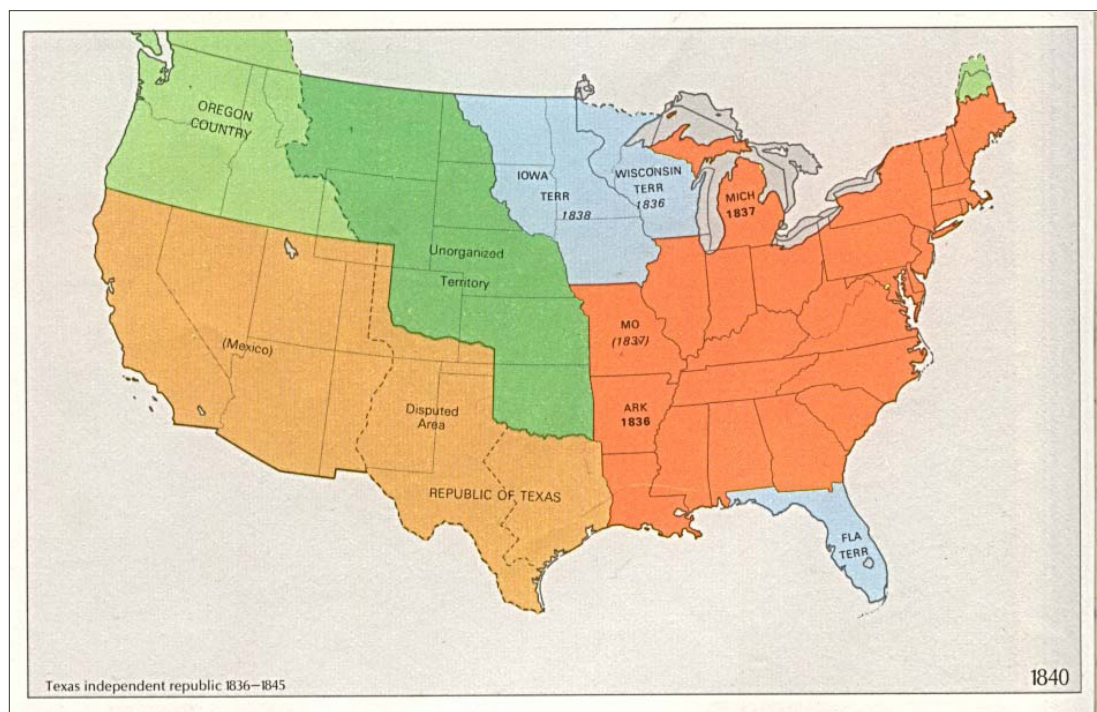 OREGON
COUNTRY
IOWA
TERR
1838
WISCONSIN
TERR
1836
MICH
1837
Unorganized
Territory
(Mexico)
MO
(1837)
Disputed
Area
ARK
1836
REPUBLIC OF TEXAS
FLA
TERR
Texas independent republic 1836–1845
1840